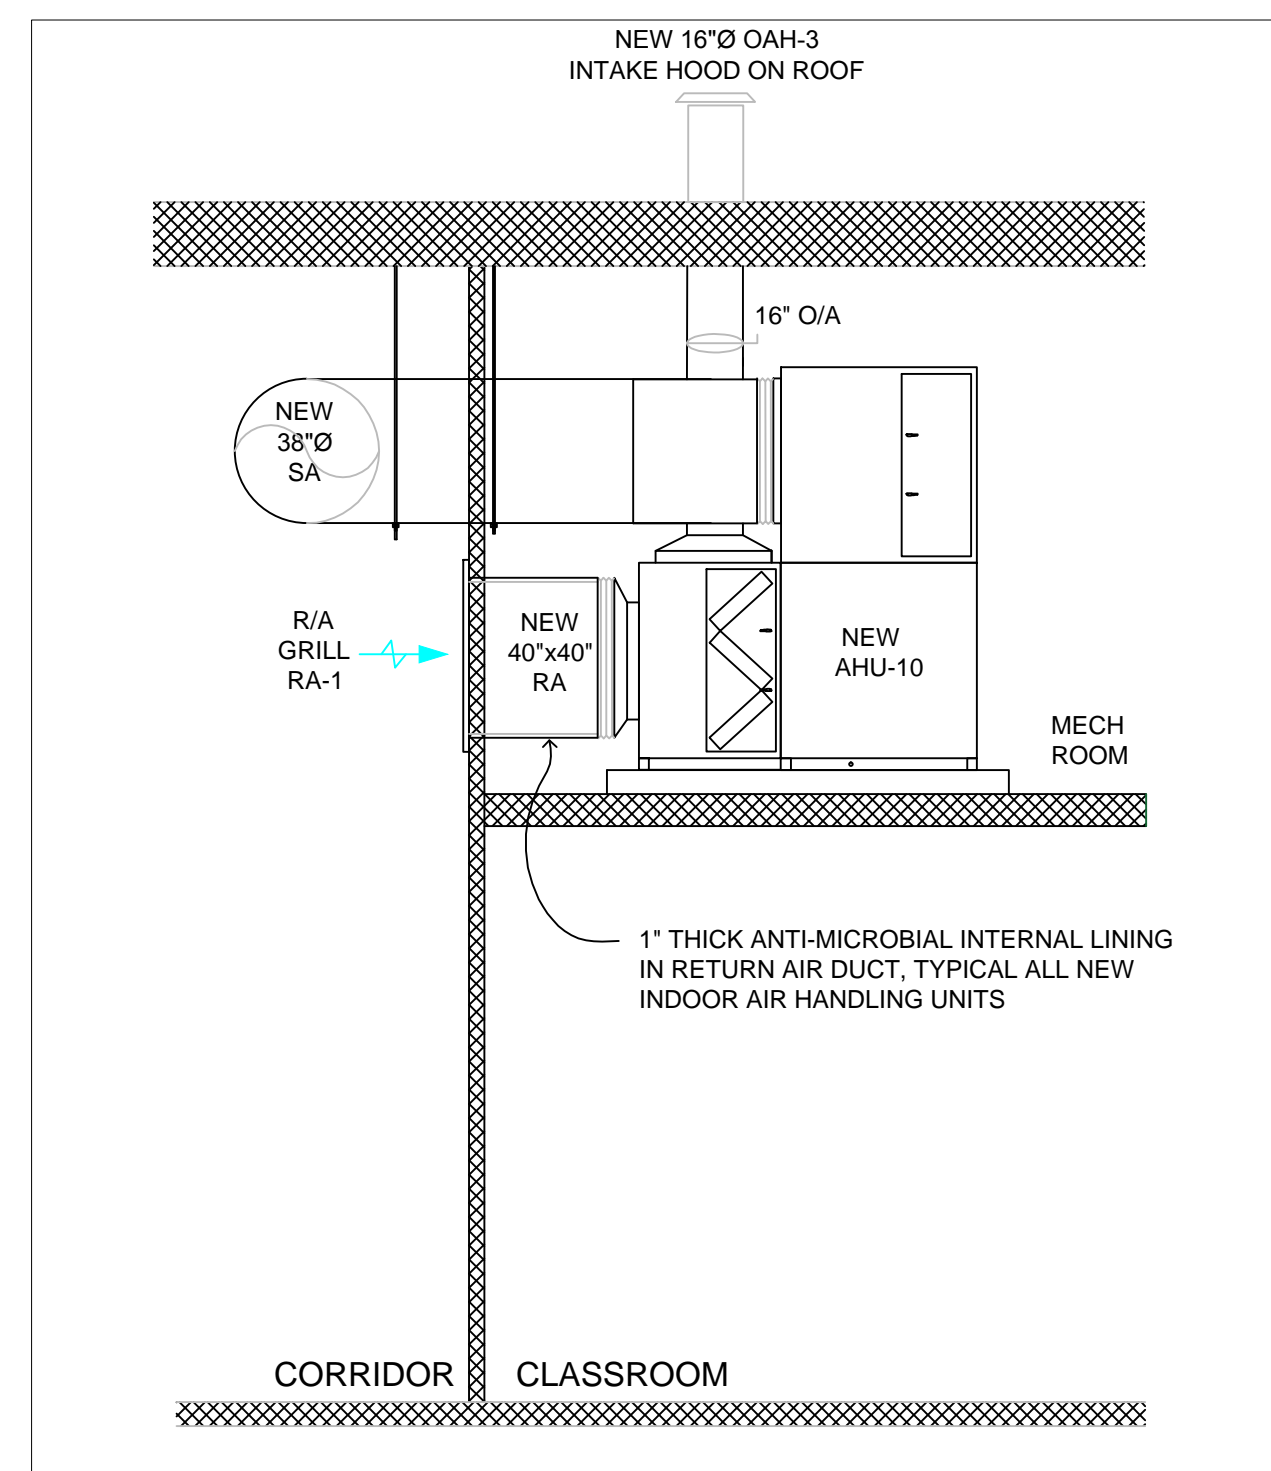 NEW 16"Ø OAH-3
INTAKE HOOD ON ROOF
16" O/A
NEW
38"Ø
SA
R/A
GRILL
RA-1
NEW
40"x40"
RA
NEW
AHU-10
MECH
ROOM
1" THICK ANTI-MICROBIAL INTERNAL LINING
IN RETURN AIR DUCT, TYPICAL ALL NEW
INDOOR AIR HANDLING UNITS
CORRIDOR
CLASSROOM